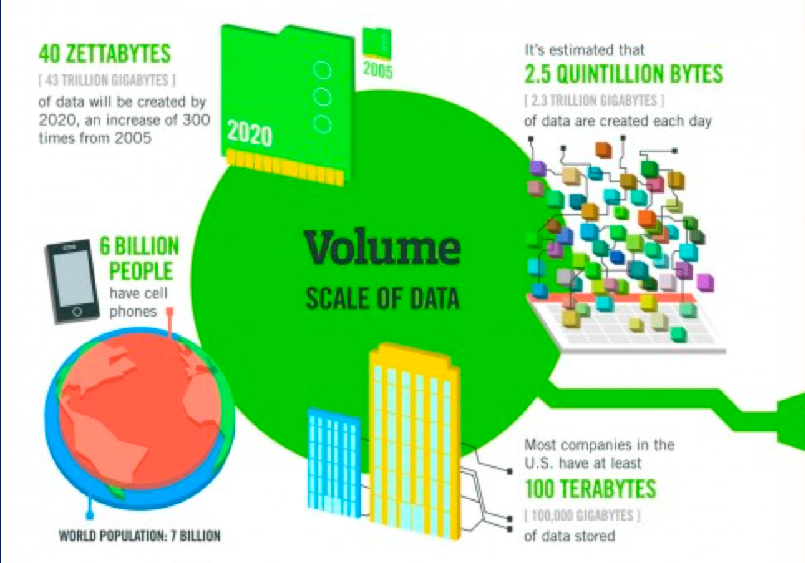 40 ZETTABYTES
[ 43 TRILLION GIGABYTES ]
of data will be created by
2020, an increase of 300
times from 2005
2020
2005
It's estimated that
2.5 QUINTILLION BYTES
[ 2.3 TRILLION GIGABYTES ]
of data are created each day
6 BILLION
PEOPLE
have cell
phones
Volume
SCALE OF DATA
WORLD POPULATION: 7 BILLION
Most companies in the
U.S. have at least
100 TERABYTES
[ 100,000 GIGABYTES ]
of data stored